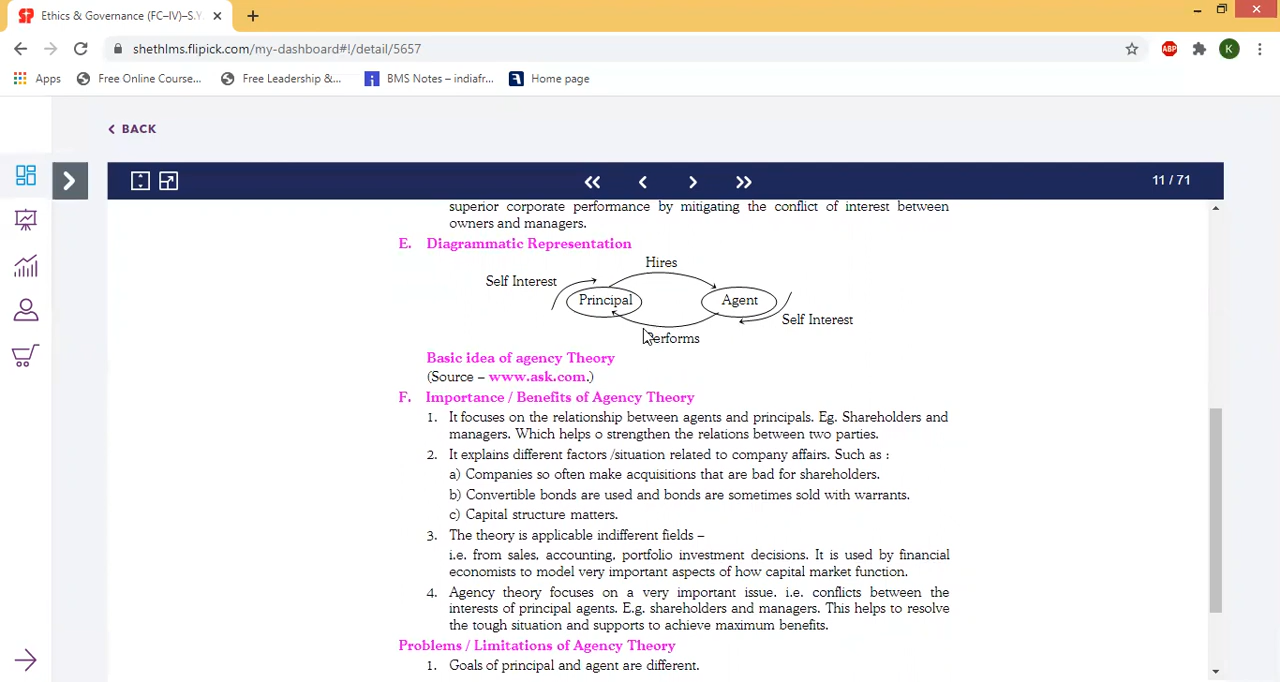 Ethics & Governance (FC–IV)–S.Y.
shethlms.flipick.com/my-dashboard#!/detail/5657
ABP
K
Apps
Free Online Course...
Free Leadership &...
BMS Notes – indiafr...
Home page
BACK
11 / 71
superior corporate performance by mitigating the conflict of interest between
owners and managers.
E. Diagrammatic Representation
Hires
Self Interest
Principal
Agent
Self Interest
Performs
Basic idea of agency Theory
(Source – www.ask.com.)
F. Importance / Benefits of Agency Theory
1. It focuses on the relationship between agents and principals. Eg. Shareholders and
managers. Which helps o strengthen the relations between two parties.
2. It explains different factors /situation related to company affairs. Such as :
a) Companies so often make acquisitions that are bad for shareholders.
b) Convertible bonds are used and bonds are sometimes sold with warrants.
c) Capital structure matters.
3. The theory is applicable indifferent fields –
i.e. from sales, accounting, portfolio investment decisions. It is used by financial
economists to model very important aspects of how capital market function.
4. Agency theory focuses on a very important issue. i.e. conflicts between the
interests of principal agents. E.g. shareholders and managers. This helps to resolve
the tough situation and supports to achieve maximum benefits.
Problems / Limitations of Agency Theory
1. Goals of principal and agent are different.